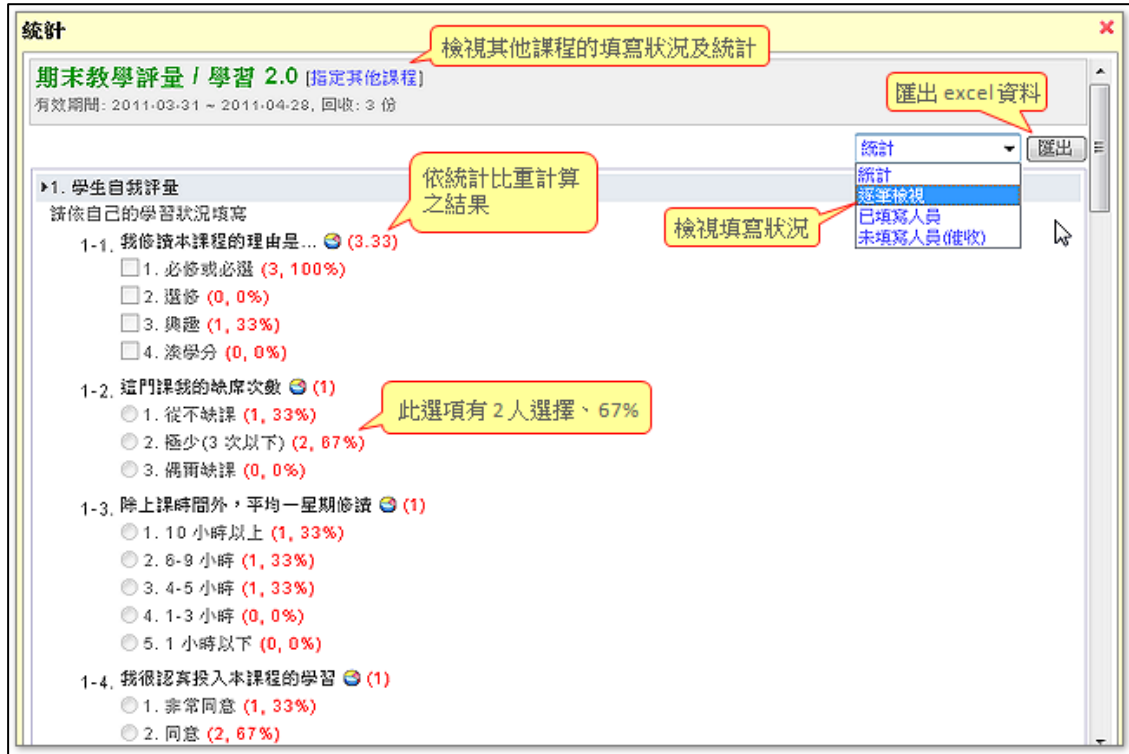 統計
檢視其他課程的填寫狀況及統計
期末教學評量 / 學習 2.0 [指定其他課程]
有效期間: 2011-03-31 ~ 2011-04-28, 回收: 3 份
匯出 excel 資料
統計
匯出
統計
逐筆檢視
已填寫人員
未填寫人員(催收)
檢視填寫狀況
依統計比重計算
之結果
1. 學生自我評量
請依自己的學習狀況填寫
1-1. 我修讀本課程的理由是... (3.33)
1. 必修或必選 (3, 100%)
2. 選修 (0, 0%)
3. 興趣 (1, 33%)
4. 湊學分 (0, 0%)
1-2. 這門課我的缺席次數 (1)
1. 從不缺課 (1, 33%)
2. 極少(3 次以下) (2, 67%)
3. 偶爾缺課 (0, 0%)
此選項有 2 人選擇、67%
1-3. 除上課時間外，平均一星期修讀 (1)
1. 10 小時以上 (1, 33%)
2. 6-9 小時 (1, 33%)
3. 4-5 小時 (1, 33%)
4. 1-3 小時 (0, 0%)
5. 1 小時以下 (0, 0%)
1-4. 我很認真投入本課程的學習 (1)
1. 非常同意 (1, 33%)
2. 同意 (2, 67%)